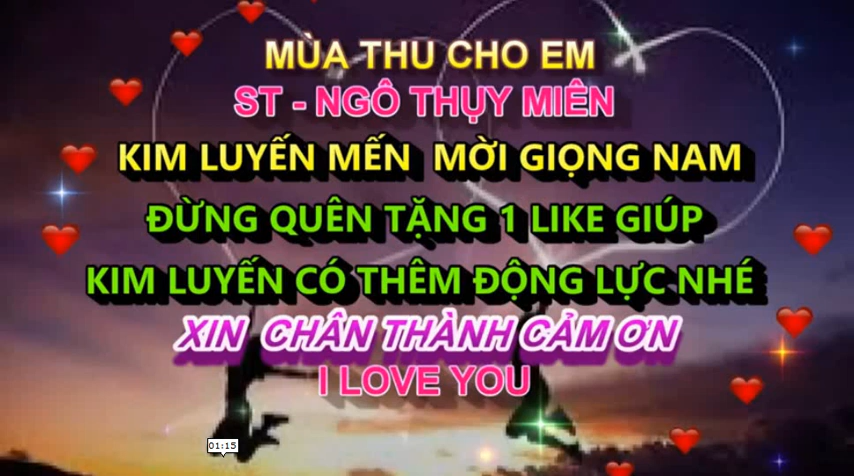 MÙA THU CHO EM
ST - NGÔ THỤY MIÊN
KIM LUYẾN MẾN MỜI GIỌNG NAM
ĐỪNG QUÊN TẶNG 1 LIKE GIÚP
KIM LUYẾN CÓ THÊM ĐỘNG LỰC NHÉ
XIN CHÂN THÀNH CẢM ƠN
I LOVE YOU
01:15